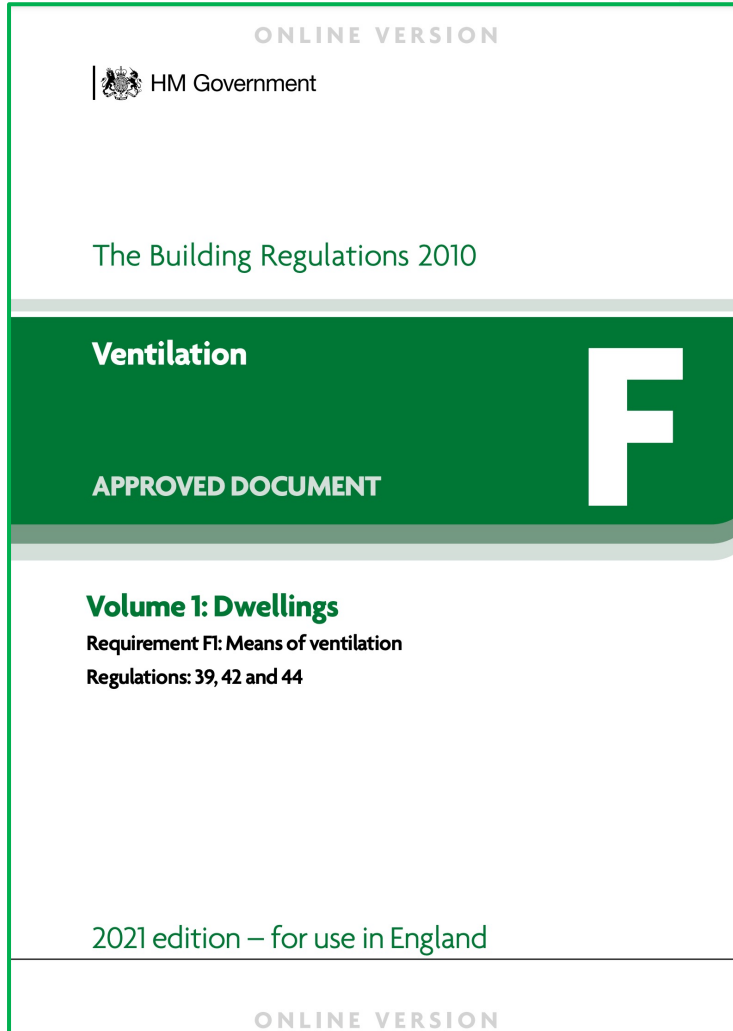 ONLINE VERSION
HM Government
The Building Regulations 2010
Ventilation
F
APPROVED DOCUMENT
Volume 1: Dwellings
Requirement F1: Means of ventilation
Regulations: 39, 42 and 44
2021 edition – for use in England
ONLINE VERSION